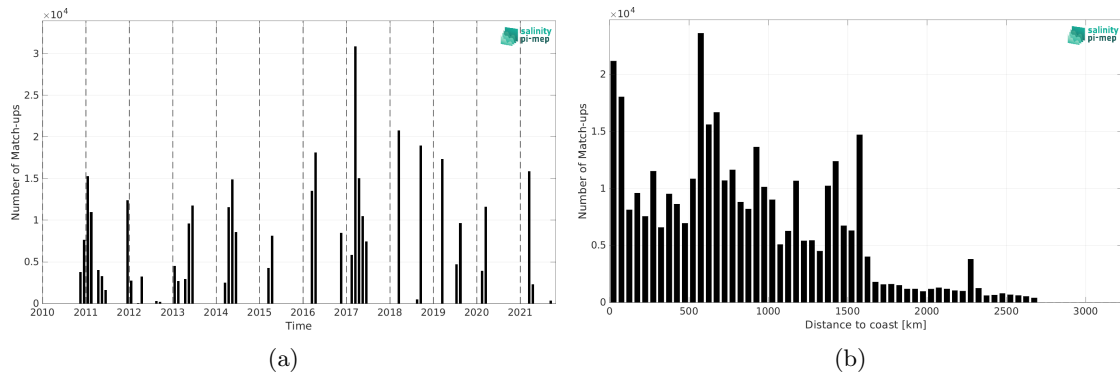 ×10⁴
salinity
pi-mep
3
2.5
2
1.5
1
0.5
0
Number of Match-ups
2010 2011 2012 2013 2014 2015 2016 2017 2018 2019 2020 2021
Time
(a)
×10⁴
salinity
pi-mep
2
1.5
1
0.5
0
Number of Match-ups
0 500 1000 1500 2000 2500 3000
Distance to coast [km]
(b)